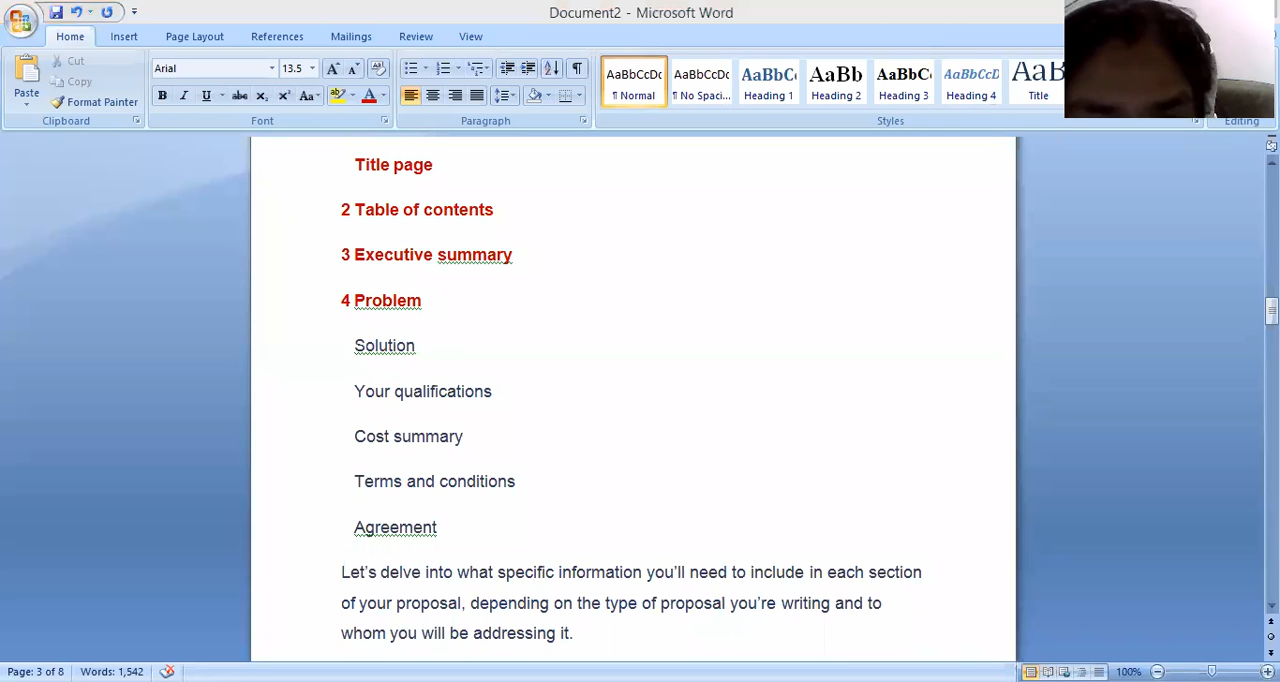 Document2 - Microsoft Word
Home Insert Page Layout References Mailings Review View
Paste
Cut
Copy
Format Painter
Clipboard
Arial 13.5
Font
Paragraph
AaBbCcDc AaBbCcDc AaBbC AaBb AaBbC AaBbCcD AaB
¶ Normal ¶ No Spaci... Heading 1 Heading 2 Heading 3 Heading 4 Title
Styles
Editing
Title page
2 Table of contents
3 Executive summary
4 Problem
Solution
Your qualifications
Cost summary
Terms and conditions
Agreement
Let’s delve into what specific information you’ll need to include in each section
of your proposal, depending on the type of proposal you’re writing and to
whom you will be addressing it.
Page: 3 of 8 Words: 1,542 100%